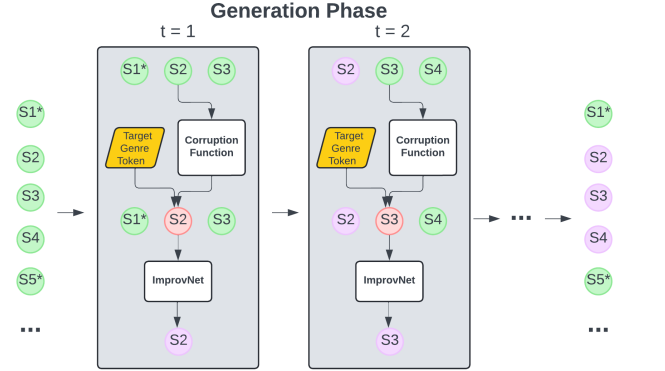 Generation Phase
t = 1
t = 2
S1*
S2
S3
S4
S5*
...
S1* S2 S3
Target
Genre
Token
Corruption
Function
S1* S2 S3
ImprovNet
S2
S2 S3 S4
Target
Genre
Token
Corruption
Function
S2 S3 S4
ImprovNet
S3
...
S1*
S2
S3
S4
S5*
...